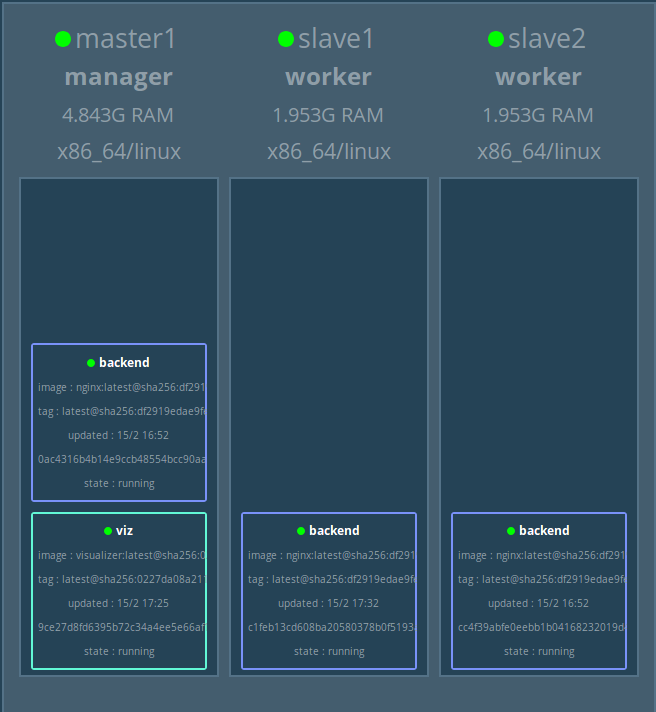 master1
manager
4.843G RAM
x86_64/linux
backend
image : nginx:latest@sha256:df291
tag : latest@sha256:df2919edae9f
updated : 15/2 16:52
0ac4316b4b14e9ccb48554bcc90aa
state : running
viz
image : visualizer:latest@sha256:0
tag : latest@sha256:0227da08a21
updated : 15/2 17:25
9ce27d8fd6395b72c34a4ee5e66af
state : running
slave1
worker
1.953G RAM
x86_64/linux
backend
image : nginx:latest@sha256:df291
tag : latest@sha256:df2919edae9f
updated : 15/2 17:32
c1feb13cd608ba20580378b0f5193
state : running
slave2
worker
1.953G RAM
x86_64/linux
backend
image : nginx:latest@sha256:df291
tag : latest@sha256:df2919edae9f
updated : 15/2 16:52
cc4f39abfe0eebb1b04168232019d
state : running